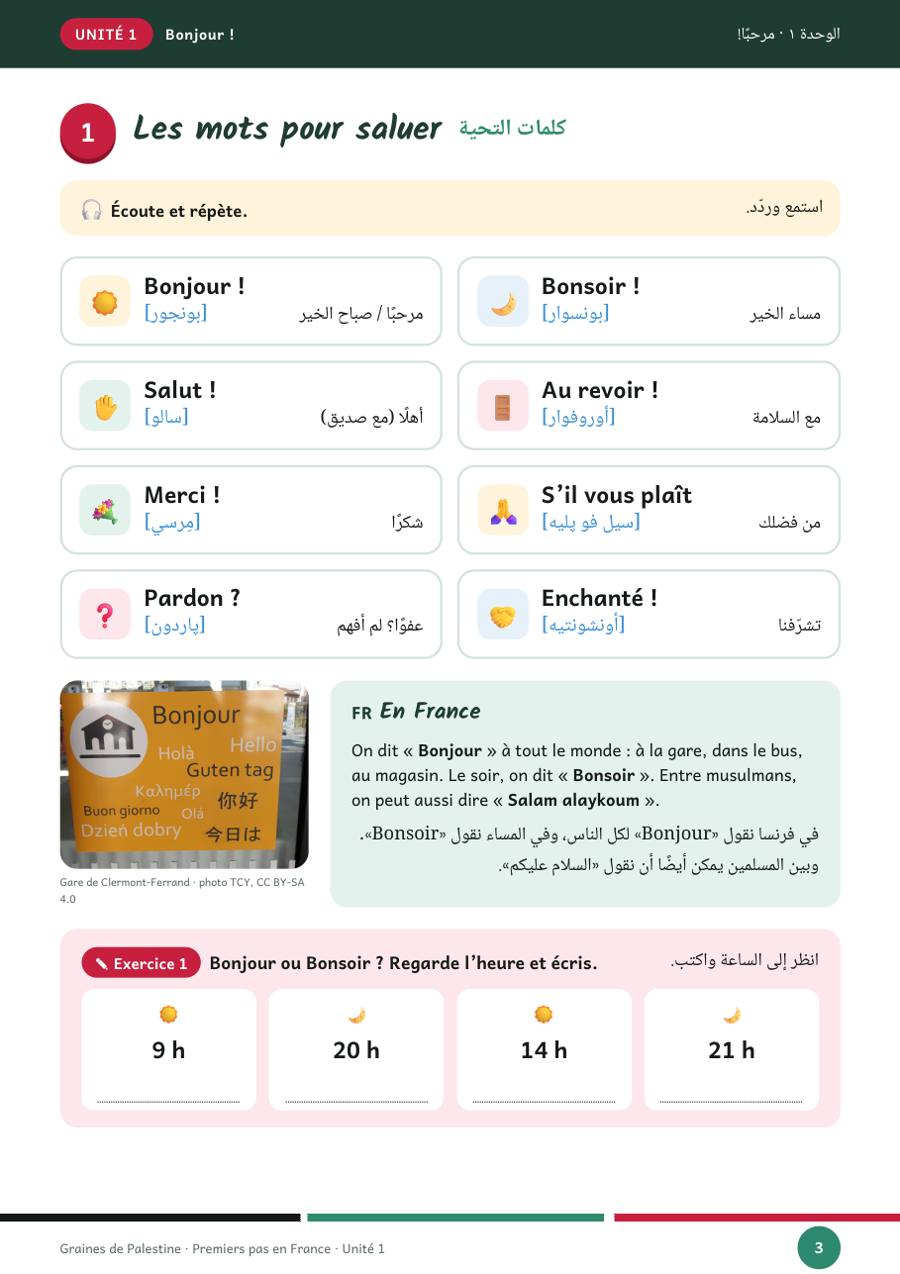 UNITÉ 1 Bonjour !
الوحدة ١ · مرحبًا!
1 Les mots pour saluer كلمات التحية
Écoute et répète.
استمع وردّد.
Bonjour !
[بونجور] مرحبًا / صباح الخير
Bonsoir !
[بونسوار] مساء الخير
Salut !
[سالو] أهلًا (مع صديق)
Au revoir !
[أوروفوار] مع السلامة
Merci !
[مِرسي] شكرًا
S’il vous plaît
[سيل فو پليه] من فضلك
Pardon ?
[پاردون] عفوًا؟ لم أفهم
Enchanté !
[أونشونتيه] تشرّفنا
Bonjour
Holà Hello
Guten tag
Καλημέρ
你好
Buon giorno Olá
Dzień dobry 今日は
Gare de Clermont-Ferrand · photo TCY, CC BY-SA
4.0
FR En France
On dit « Bonjour » à tout le monde : à la gare, dans le bus,
au magasin. Le soir, on dit « Bonsoir ». Entre musulmans,
on peut aussi dire « Salam alaykoum ».
في فرنسا نقول «Bonjour» لكل الناس، وفي المساء نقول «Bonsoir».
وبين المسلمين يمكن أيضًا أن نقول «السلام عليكم».
Exercice 1 Bonjour ou Bonsoir ? Regarde l’heure et écris.
انظر إلى الساعة واكتب.
9 h
20 h
14 h
21 h
Graines de Palestine · Premiers pas en France · Unité 1
3